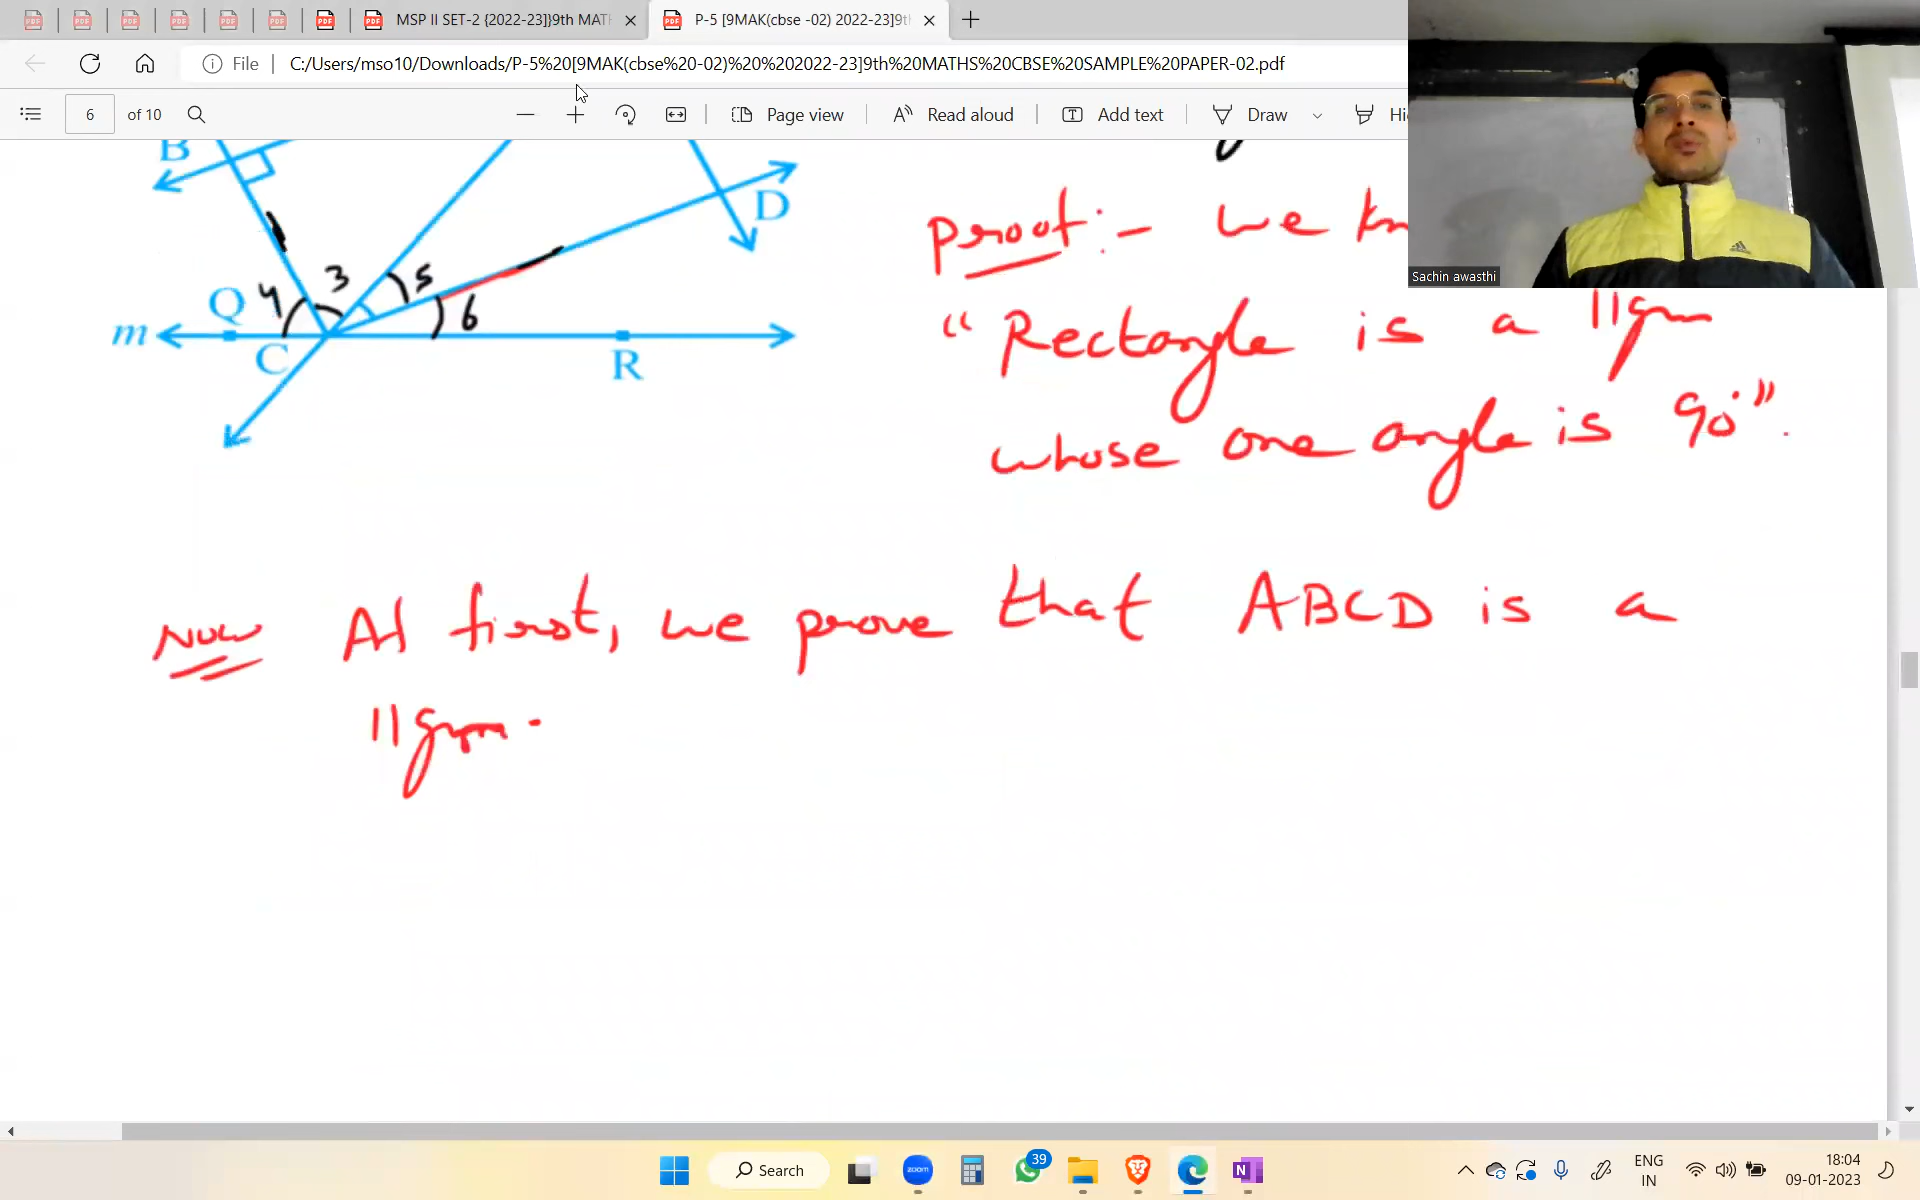 MSP II SET-2 {2022-23]}9th MAT
P-5 [9MAK(cbse -02) 2022-23]9t
File
C:/Users/mso10/Downloads/P-5%20[9MAK(cbse%20-02)%20%202022-23]9th%20MATHS%20CBSE%20SAMPLE%20PAPER-02.pdf
6 of 10
Page view
Read aloud
Add text
Draw
Hi
Sachin awasthi
B
D
Q 4 3 5 6
m
C
R
Proof:- we kn
"Rectangle is a ||gm
whose one angle is 90°".
Now At first, we prove that ABCD is a
||gm.
Search
zoom
39
N
ENG
IN
18:04
09-01-2023